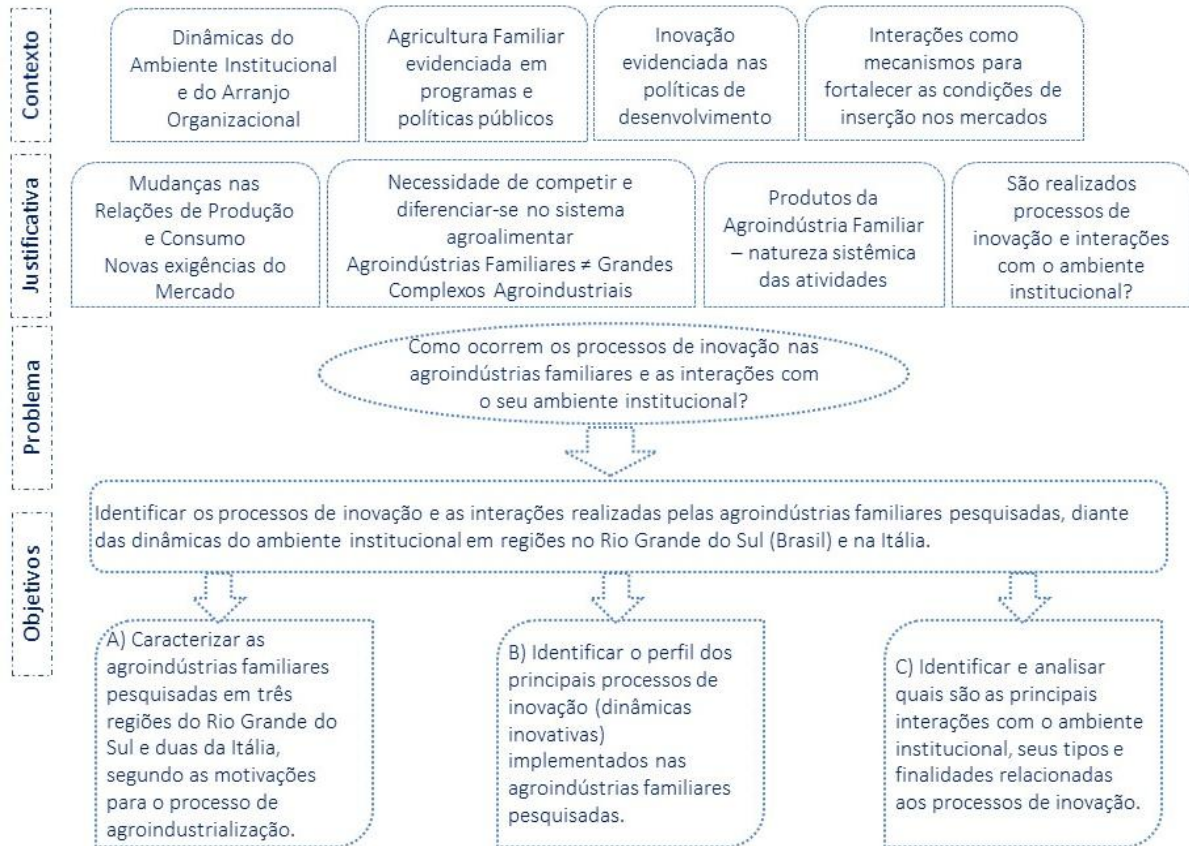 Contexto
Dinâmicas do
Ambiente Institucional
e do Arranjo
Organizacional
Agricultura Familiar
evidenciada em
programas e
políticas públicos
Inovação
evidenciada nas
políticas de
desenvolvimento
Interações como
mecanismos para
fortalecer as condições de
inserção nos mercados
Justificativa
Mudanças nas
Relações de Produção
e Consumo
Novas exigências do
Mercado
Necessidade de competir e
diferenciar-se no sistema
agroalimentar
Agroindústrias Familiares ≠ Grandes
Complexos Agroindustriais
Produtos da
Agroindústria Familiar
– natureza sistêmica
das atividades
São realizados
processos de
inovação e interações
com o ambiente
institucional?
Problema
Como ocorrem os processos de inovação nas
agroindústrias familiares e as interações com
o seu ambiente institucional?
Objetivos
Identificar os processos de inovação e as interações realizadas pelas agroindústrias familiares pesquisadas, diante
das dinâmicas do ambiente institucional em regiões no Rio Grande do Sul (Brasil) e na Itália.
A) Caracterizar as
agroindústrias familiares
pesquisadas em três
regiões do Rio Grande do
Sul e duas da Itália,
segundo as motivações
para o processo de
agroindustrialização.
B) Identificar o perfil dos
principais processos de
inovação (dinâmicas
inovativas)
implementados nas
agroindústrias familiares
pesquisadas.
C) Identificar e analisar
quais são as principais
interações com o ambiente
institucional, seus tipos e
finalidades relacionadas
aos processos de inovação.